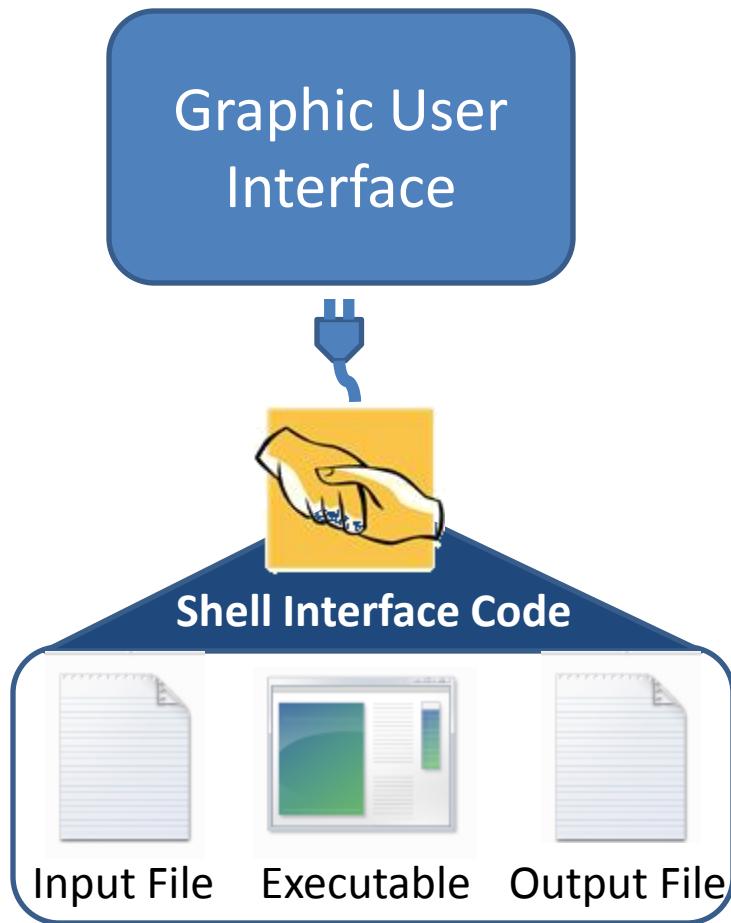 Graphic User
Interface
Shell Interface Code
Input File
Executable
Output File